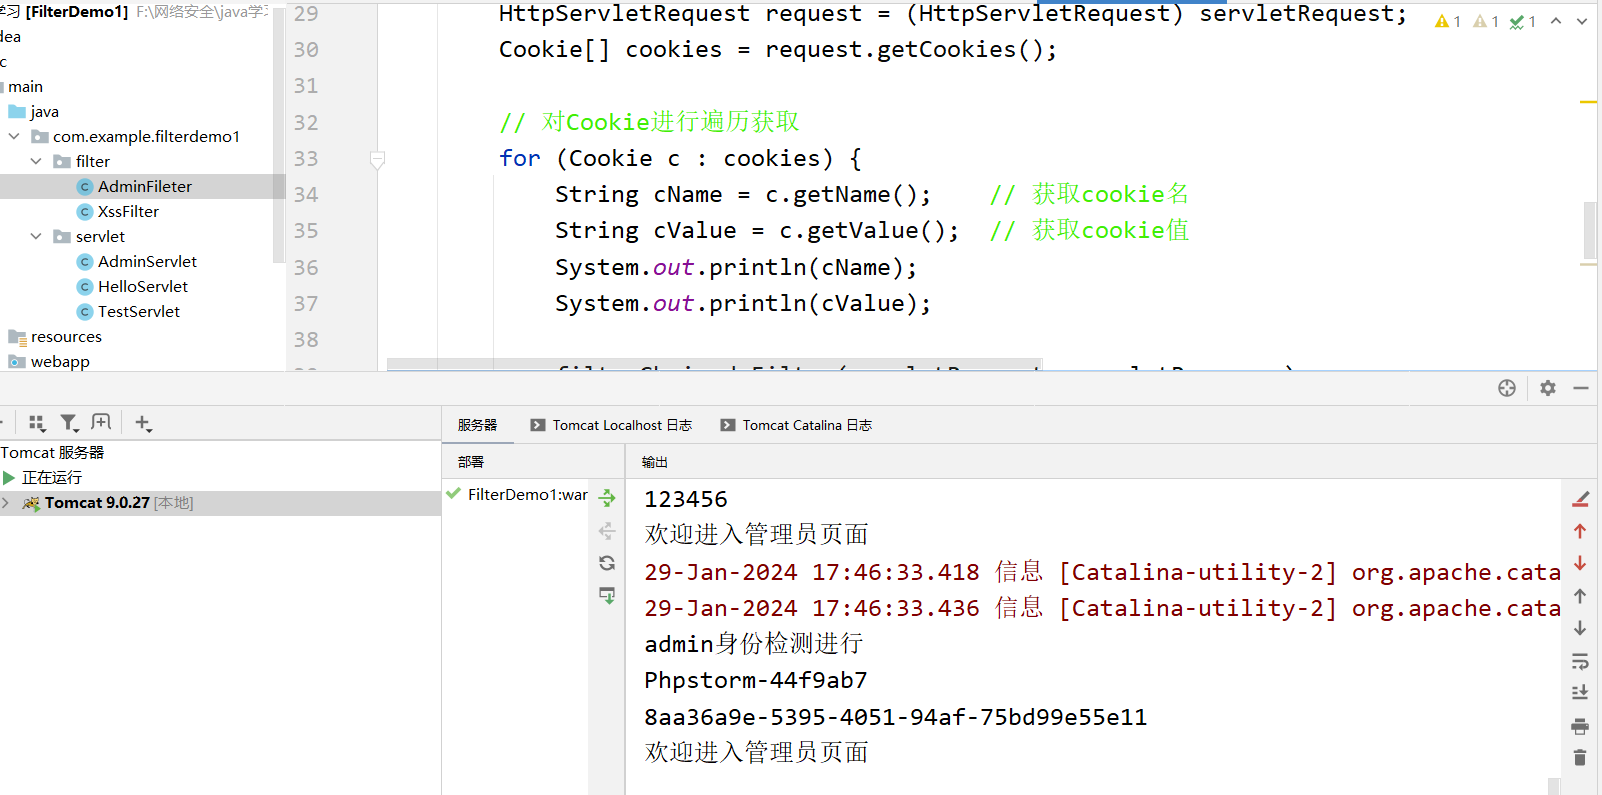 学习 [FilterDemo1] F:\网络安全\java学习
dea
c
main
java
com.example.filterdemo1
filter
AdminFileter
XssFilter
servlet
AdminServlet
HelloServlet
TestServlet
resources
webapp
29 HttpServletRequest request = (HttpServletRequest) servletRequest;
30 Cookie[] cookies = request.getCookies();
31
32 // 对Cookie进行遍历获取
33 for (Cookie c : cookies) {
34 String cName = c.getName(); // 获取cookie名
35 String cValue = c.getValue(); // 获取cookie值
36 System.out.println(cName);
37 System.out.println(cValue);
38
1 1 1
Tomcat 服务器
正在运行
Tomcat 9.0.27 [本地]
服务器 Tomcat Localhost 日志 Tomcat Catalina 日志
部署 输出
FilterDemo1:war
123456
欢迎进入管理员页面
29-Jan-2024 17:46:33.418 信息 [Catalina-utility-2] org.apache.cata
29-Jan-2024 17:46:33.436 信息 [Catalina-utility-2] org.apache.cata
admin身份检测进行
Phpstorm-44f9ab7
8aa36a9e-5395-4051-94af-75bd99e55e11
欢迎进入管理员页面